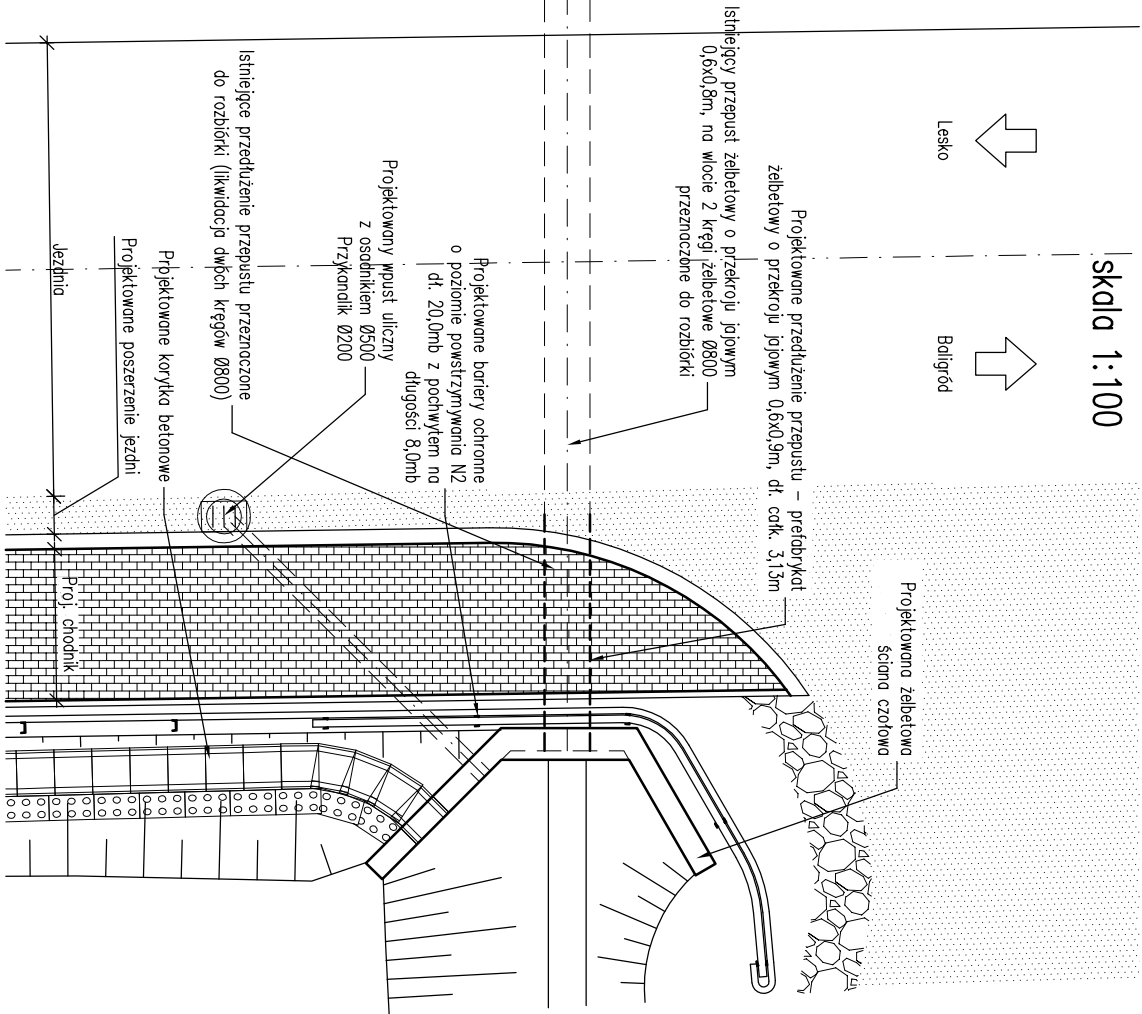 skala 1:100
Lesko
Baligród
Projektowane przedłużenie przepustu – prefabrykat
żelbetowy o przekroju jajowym 0,6x0,9m, dł. całk. 3,13m
Istniejący przepust żelbetowy o przekroju jajowym
0,6x0,8m, na wlocie 2 kręgi żelbetowe Ø800
przeznaczone do rozbiórki
Projektowana żelbetowa
ściana czołowa
Projektowane bariery ochronne
o poziomie powstrzymywania N2
dł. 20,0mb z pochwytem na
długości 8,0mb
Projektowany wpust uliczny
z osadnikiem Ø500
Przykanalik Ø200
Istniejące przedłużenie przepustu przeznaczone
do rozbiórki (likwidacja dwóch kręgów Ø800)
Projektowane korytka betonowe
Projektowane poszerzenie jezdni
Jezdnia
Proj. chodnik